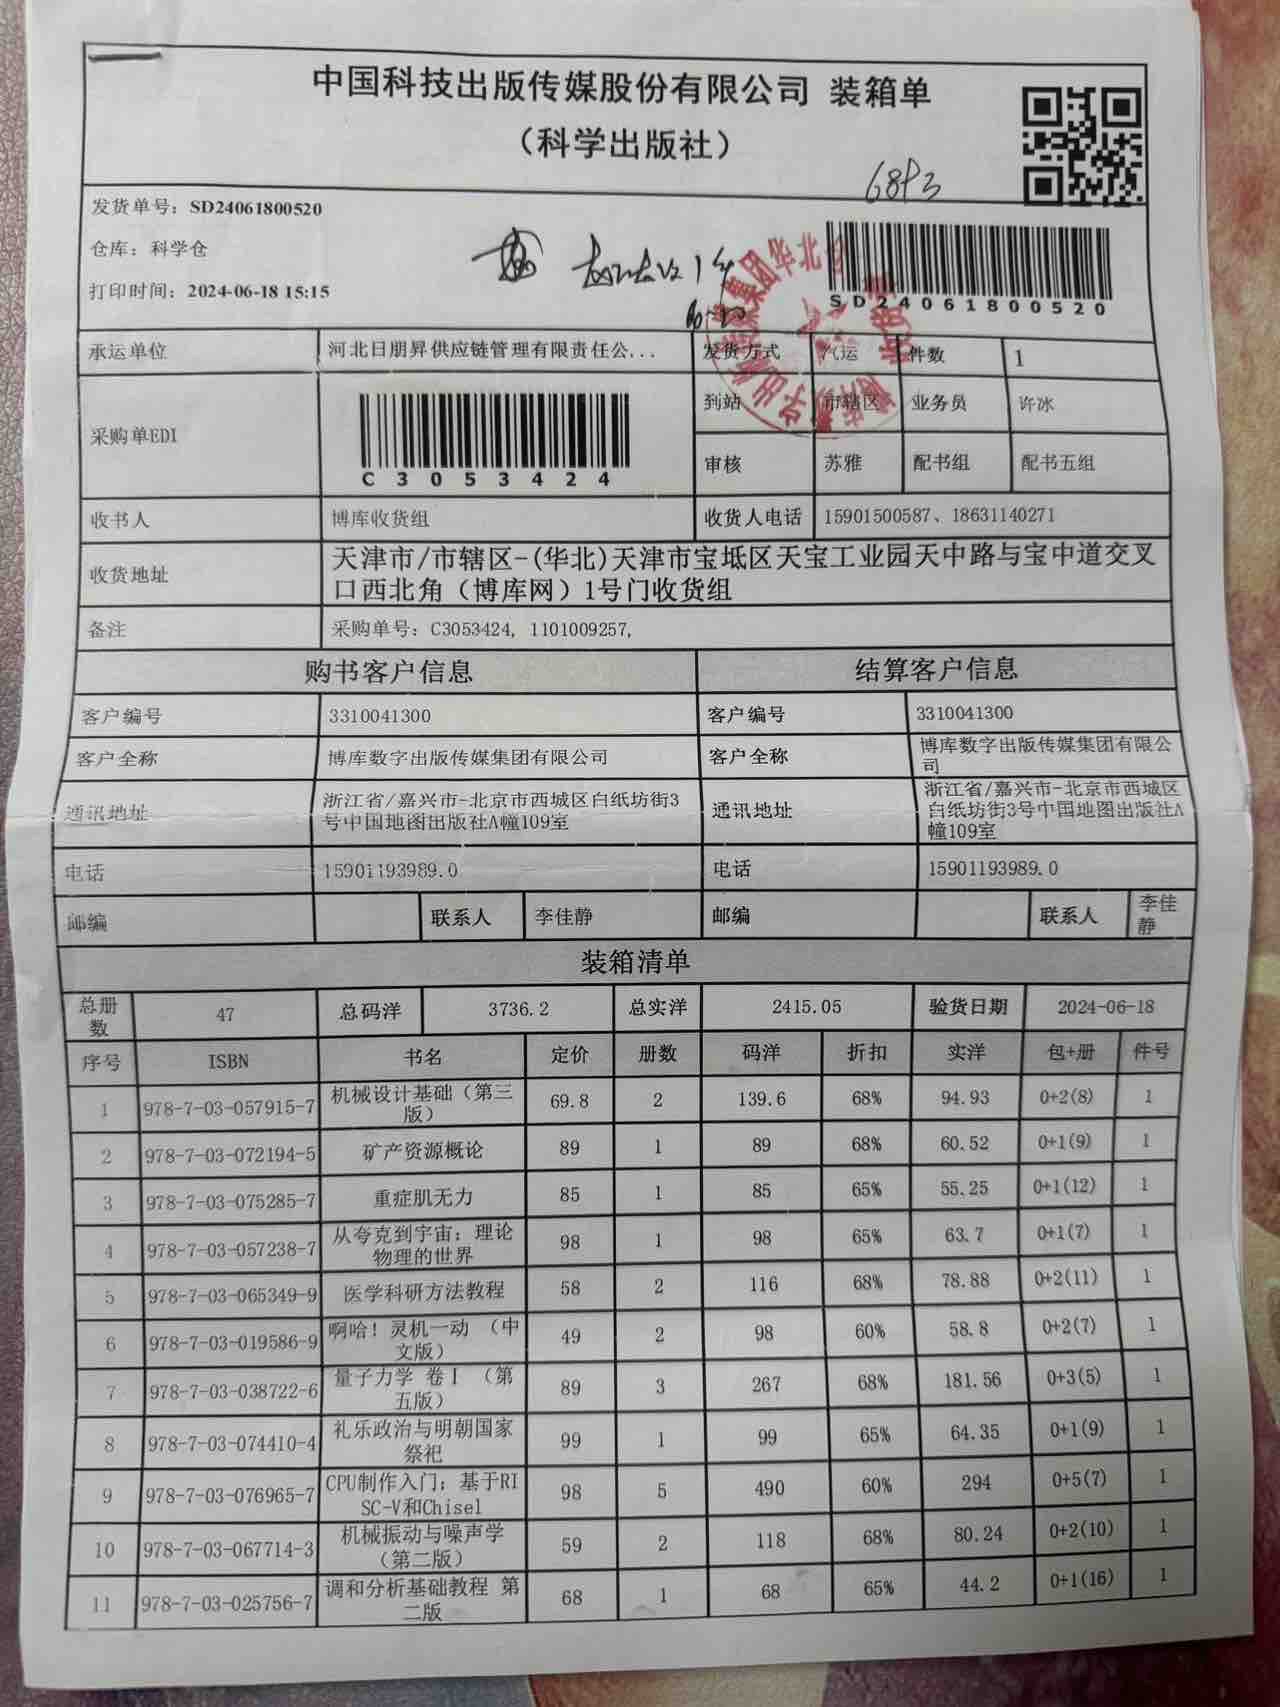 中国科技出版传媒股份有限公司 装箱单
（科学出版社）
发货单号：SD24061800520
仓库：科学仓
打印时间：2024-06-18 15:15
SD24061800520
承运单位 河北日朋昇供应链管理有限责任公... 发货方式 汽运 件数 1
采购单EDI C3053424 到站 市辖区 业务员 许冰
审核 苏雅 配书组 配书五组
收书人 博库收货组 收货人电话 15901500587、18631140271
收货地址 天津市/市辖区-(华北)天津市宝坻区天宝工业园天中路与宝中道交叉
口西北角（博库网）1号门收货组
备注 采购单号：C3053424, 1101009257,
购书客户信息 结算客户信息
客户编号 3310041300 客户编号 3310041300
客户全称 博库数字出版传媒集团有限公司 客户全称 博库数字出版传媒集团有限公
司
通讯地址 浙江省/嘉兴市-北京市西城区白纸坊街3 通讯地址 浙江省/嘉兴市-北京市西城区
号中国地图出版社A幢109室 白纸坊街3号中国地图出版社A
幢109室
电话 15901193989.0 电话 15901193989.0
邮编 联系人 李佳静 邮编 联系人 李佳
静
装箱清单
总册
数 47 总码洋 3736.2 总实洋 2415.05 验货日期 2024-06-18
序号 ISBN 书名 定价 册数 码洋 折扣 实洋 包+册 件号
1 978-7-03-057915-7 机械设计基础（第三
版） 69.8 2 139.6 68% 94.93 0+2(8) 1
2 978-7-03-072194-5 矿产资源概论 89 1 89 68% 60.52 0+1(9) 1
3 978-7-03-075285-7 重症肌无力 85 1 85 65% 55.25 0+1(12) 1
4 978-7-03-057238-7 从夸克到宇宙：理论
物理的世界 98 1 98 65% 63.7 0+1(7) 1
5 978-7-03-065349-9 医学科研方法教程 58 2 116 68% 78.88 0+2(11) 1
6 978-7-03-019586-9 啊哈！灵机一动 （中
文版） 49 2 98 60% 58.8 0+2(7) 1
7 978-7-03-038722-6 量子力学 卷Ⅰ （第
五版） 89 3 267 68% 181.56 0+3(5) 1
8 978-7-03-074410-4 礼乐政治与明朝国家
祭祀 99 1 99 65% 64.35 0+1(9) 1
9 978-7-03-076965-7 CPU制作入门：基于RI
SC-V和Chisel 98 5 490 60% 294 0+5(7) 1
10 978-7-03-067714-3 机械振动与噪声学
（第二版） 59 2 118 68% 80.24 0+2(10) 1
11 978-7-03-025756-7 调和分析基础教程 第
二版 68 1 68 65% 44.2 0+1(16) 1